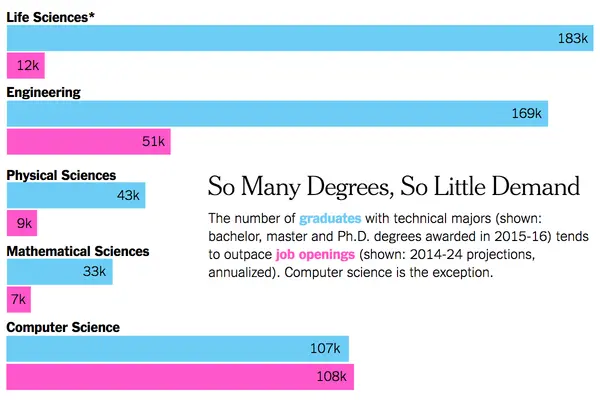 Life Sciences*
183k
12k
Engineering
169k
51k
Physical Sciences
43k
9k
Mathematical Sciences
33k
7k
So Many Degrees, So Little Demand
The number of graduates with technical majors (shown:
bachelor, master and Ph.D. degrees awarded in 2015-16) tends
to outpace job openings (shown: 2014-24 projections,
annualized). Computer science is the exception.
Computer Science
107k
108k